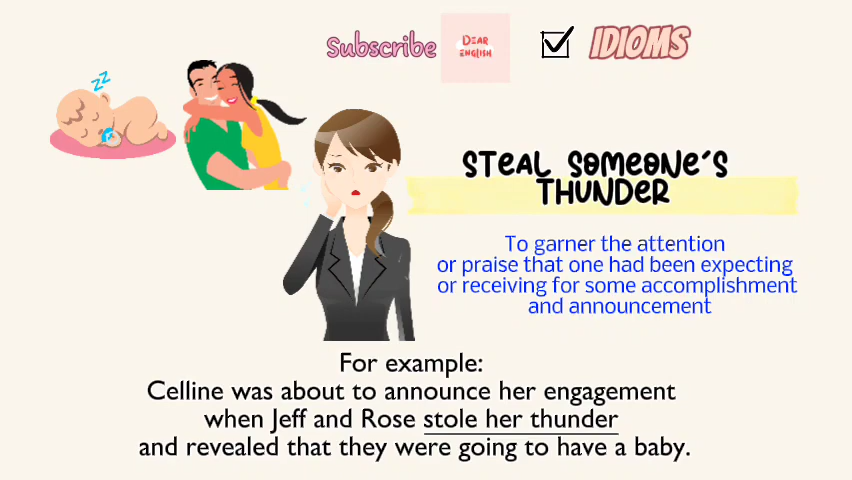 Subscribe
DEAR
ENGLISH
IDIOMS
zz
STEAL SOMEONE'S
THUNDER
To garner the attention
or praise that one had been expecting
or receiving for some accomplishment
and announcement
For example:
Celline was about to announce her engagement
when Jeff and Rose stole her thunder
and revealed that they were going to have a baby.